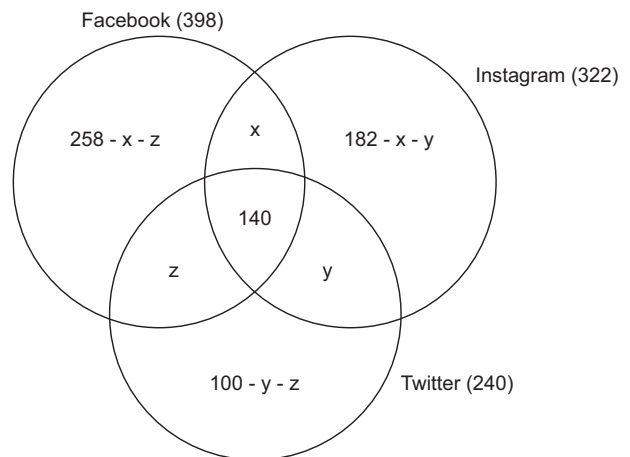 Facebook (398)
Instagram (322)
258 - x - z
x
182 - x - y
140
z
y
100 - y - z
Twitter (240)